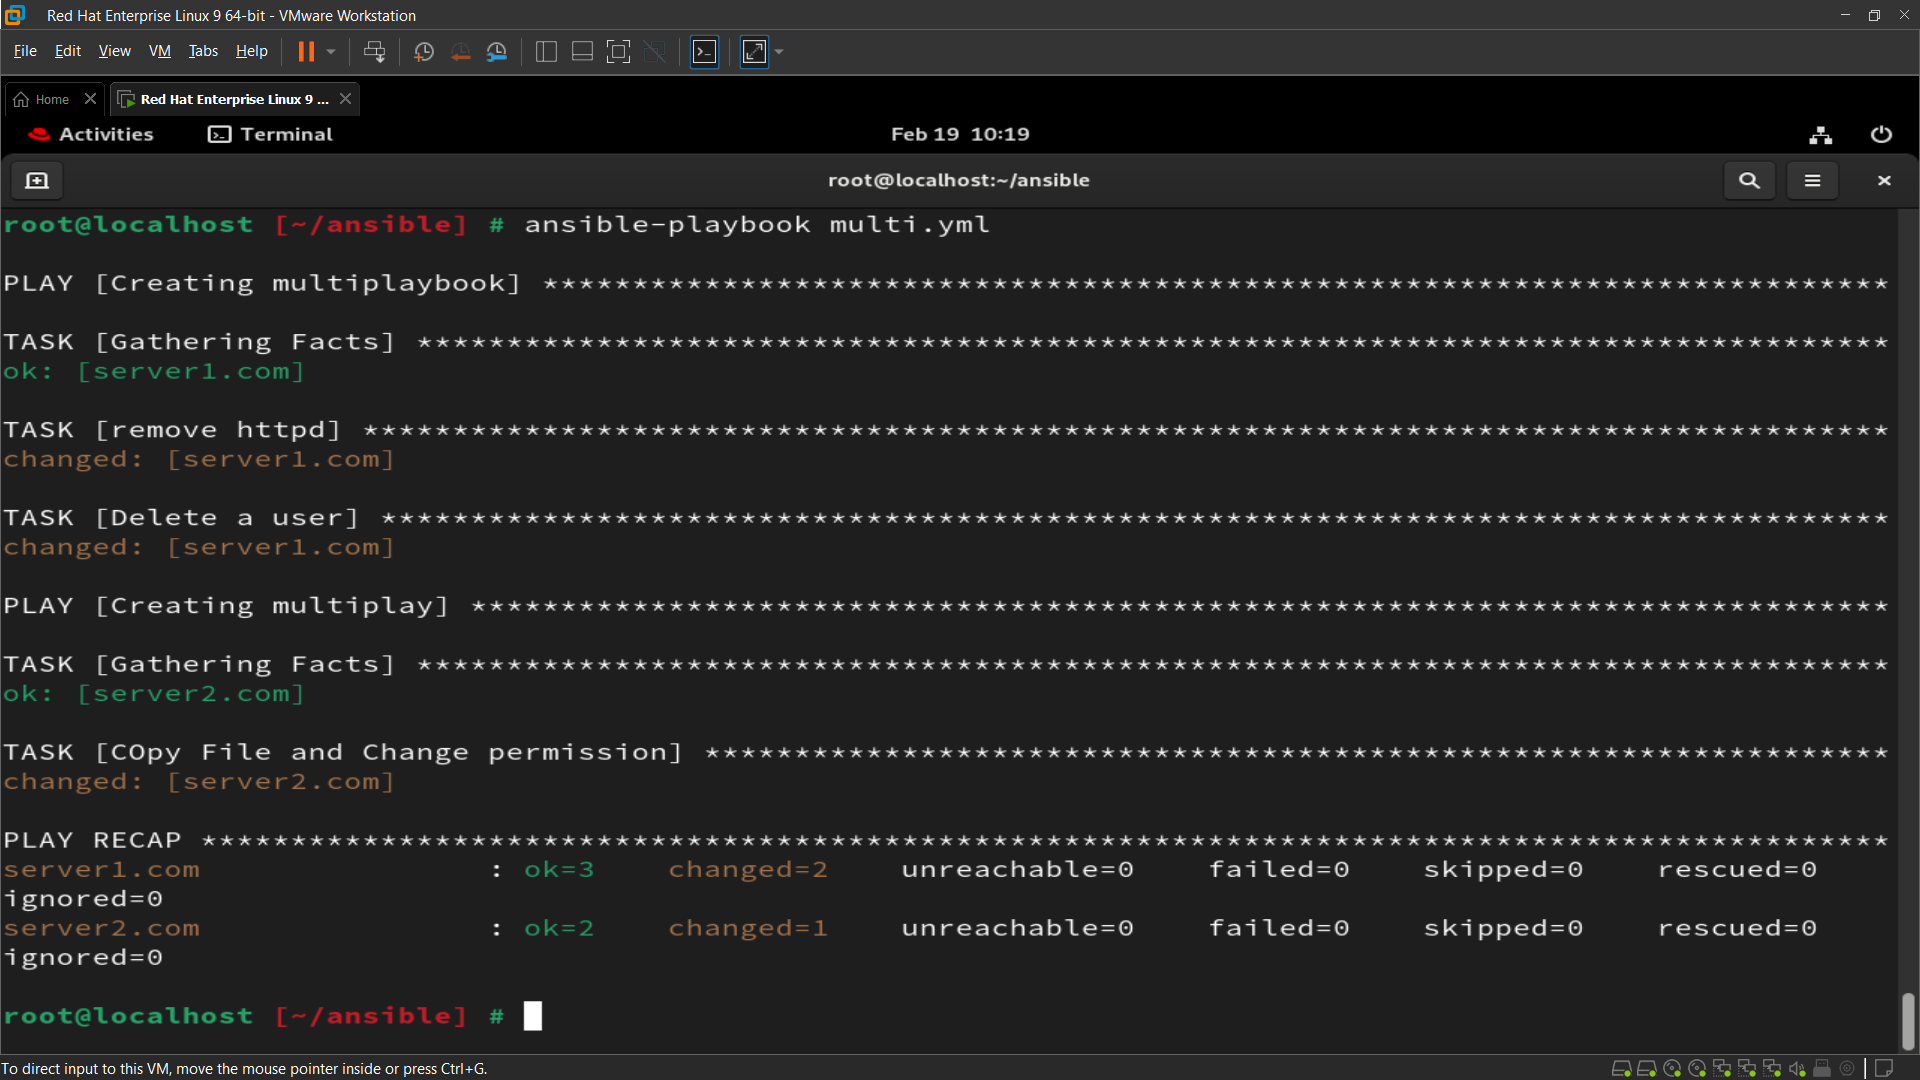 Red Hat Enterprise Linux 9 64-bit - VMware Workstation
File Edit View VM Tabs Help
Home
Red Hat Enterprise Linux 9 ...
Activities Terminal Feb 19 10:19
root@localhost:~/ansible
root@localhost [~/ansible] # ansible-playbook multi.yml
PLAY [Creating multiplaybook] ***************************************************************************
TASK [Gathering Facts] **********************************************************************************
ok: [server1.com]
TASK [remove httpd] *************************************************************************************
changed: [server1.com]
TASK [Delete a user] ************************************************************************************
changed: [server1.com]
PLAY [Creating multiplay] *******************************************************************************
TASK [Gathering Facts] **********************************************************************************
ok: [server2.com]
TASK [COpy File and Change permission] ******************************************************************
changed: [server2.com]
PLAY RECAP **********************************************************************************************
server1.com : ok=3 changed=2 unreachable=0 failed=0 skipped=0 rescued=0
ignored=0
server2.com : ok=2 changed=1 unreachable=0 failed=0 skipped=0 rescued=0
ignored=0
root@localhost [~/ansible] #
To direct input to this VM, move the mouse pointer inside or press Ctrl+G.